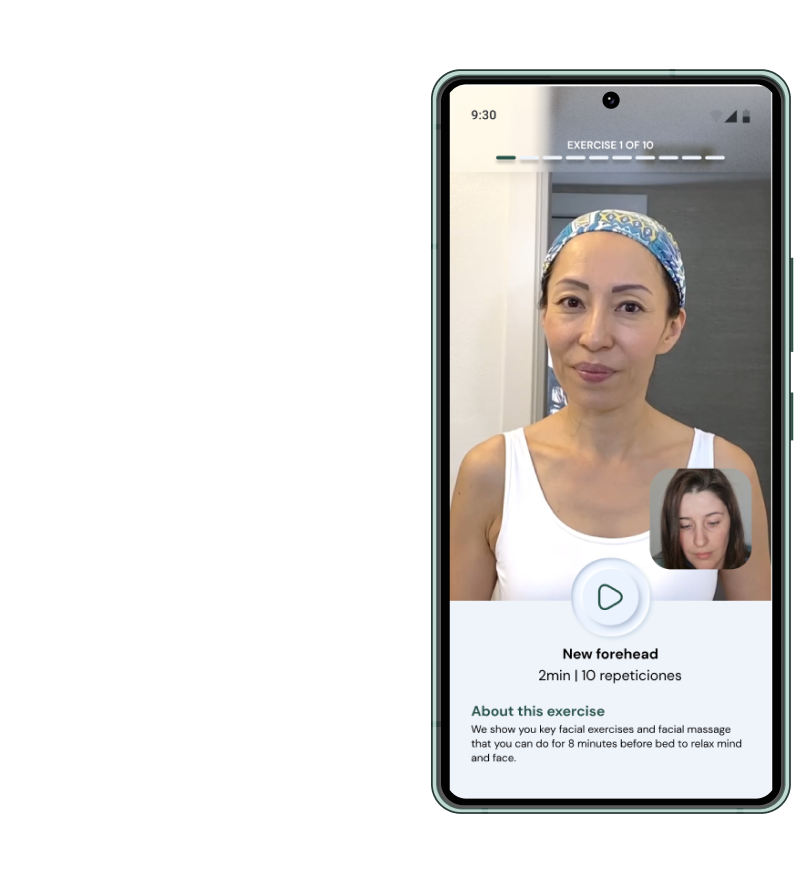 9:30
EXERCISE 1 OF 10
New forehead
2min | 10 repeticiones
About this exercise
We show you key facial exercises and facial massage
that you can do for 8 minutes before bed to relax mind
and face.